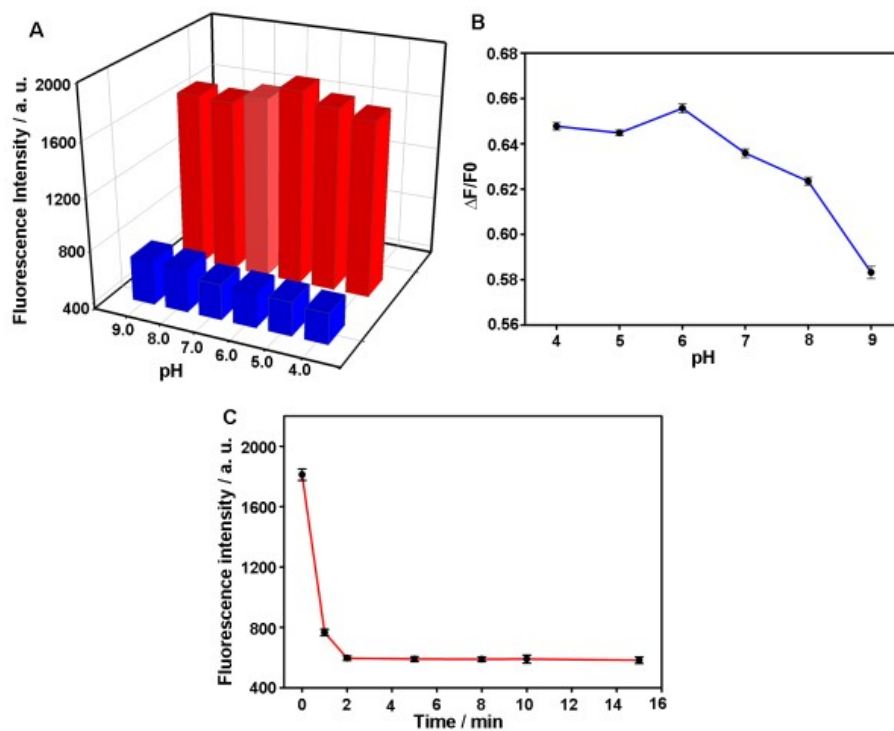 A
Fluorescence Intensity / a. u.
2000
1600
1200
800
400
9.0
8.0
7.0
6.0
5.0
4.0
pH
B
ΔF/F0
0.68
0.66
0.64
0.62
0.60
0.58
0.56
4 5 6 7 8 9
pH
C
Fluorescence intensity / a. u.
2000
1600
1200
800
400
0 2 4 6 8 10 12 14 16
Time / min